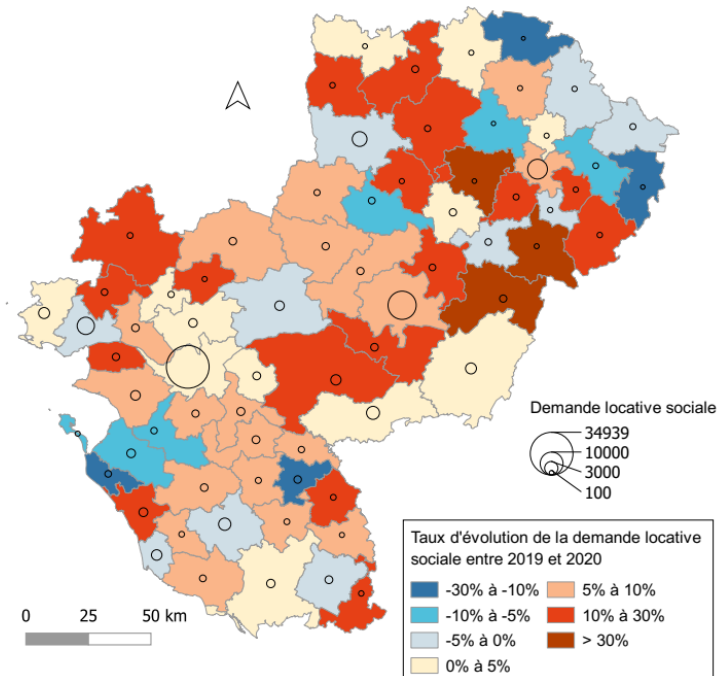 Demande locative sociale
34939
10000
3000
100
Taux d'évolution de la demande locative
sociale entre 2019 et 2020
-30% à -10%
-10% à -5%
-5% à 0%
0% à 5%
5% à 10%
10% à 30%
> 30%
0 25 50 km